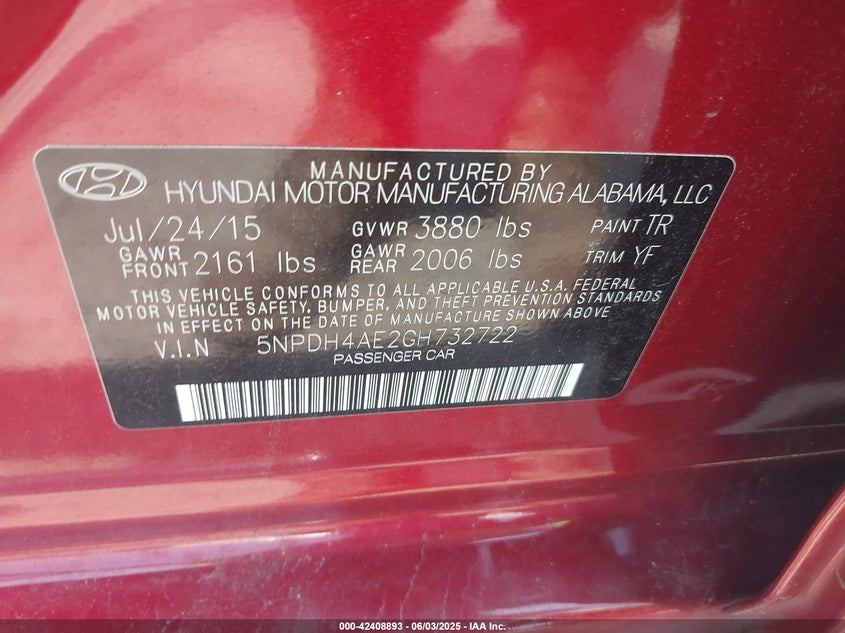 MANUFACTURED BY
HYUNDAI MOTOR MANUFACTURING ALABAMA, LLC
Jul/24/15 GVWR 3880 lbs PAINT TR
GAWR FRONT 2161 lbs GAWR REAR 2006 lbs TRIM YF
THIS VEHICLE CONFORMS TO ALL APPLICABLE U.S.A. FEDERAL
MOTOR VEHICLE SAFETY, BUMPER, AND THEFT PREVENTION STANDARDS
IN EFFECT ON THE DATE OF MANUFACTURE SHOWN ABOVE
V.I.N 5NPDH4AE2GH732722
PASSENGER CAR
000-42408893 - 06/03/2025 - IAA Inc.